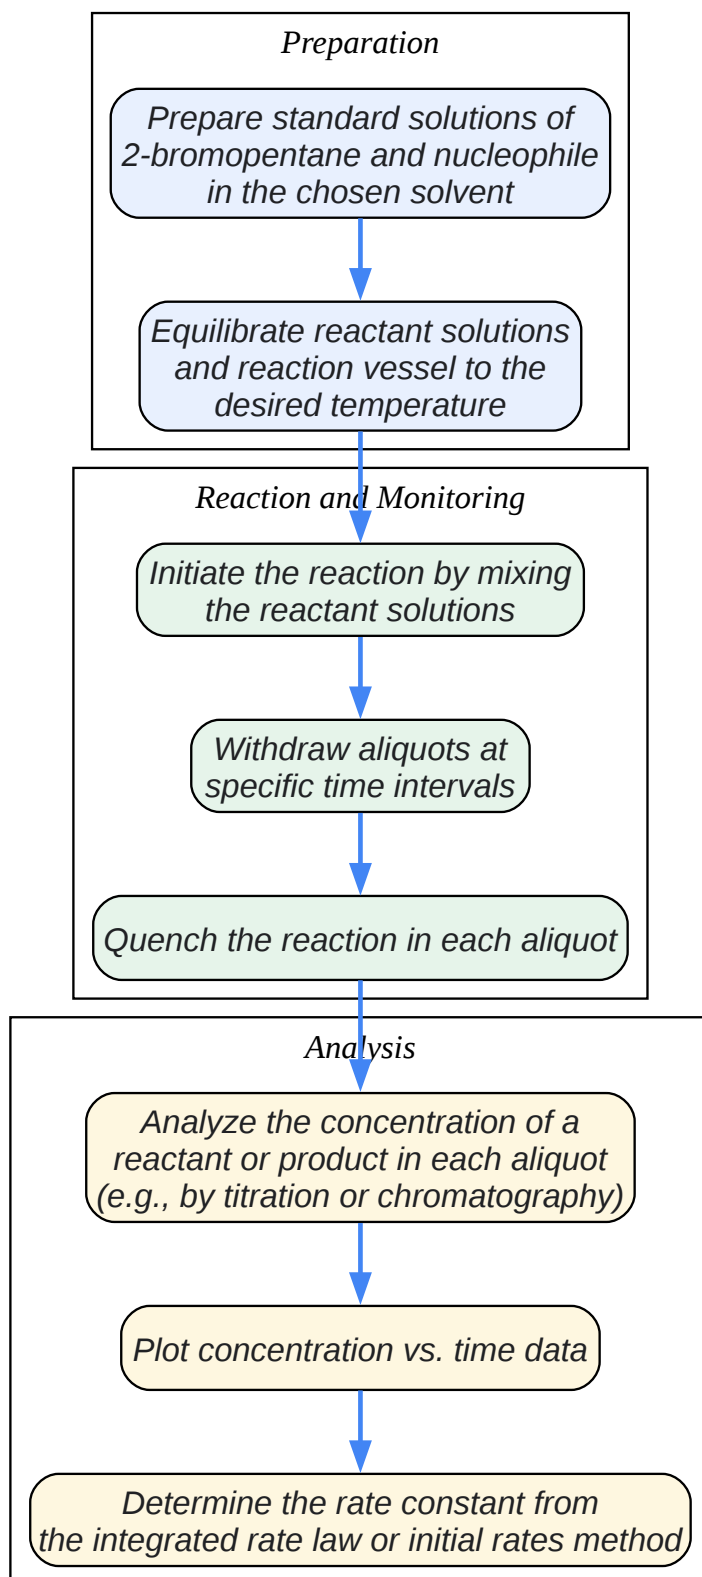 Preparation
Prepare standard solutions of
2-bromopentane and nucleophile
in the chosen solvent
Equilibrate reactant solutions
and reaction vessel to the
desired temperature
Reaction and Monitoring
Initiate the reaction by mixing
the reactant solutions
Withdraw aliquots at
specific time intervals
Quench the reaction in each aliquot
Analysis
Analyze the concentration of a
reactant or product in each aliquot
(e.g., by titration or chromatography)
Plot concentration vs. time data
Determine the rate constant from
the integrated rate law or initial rates method